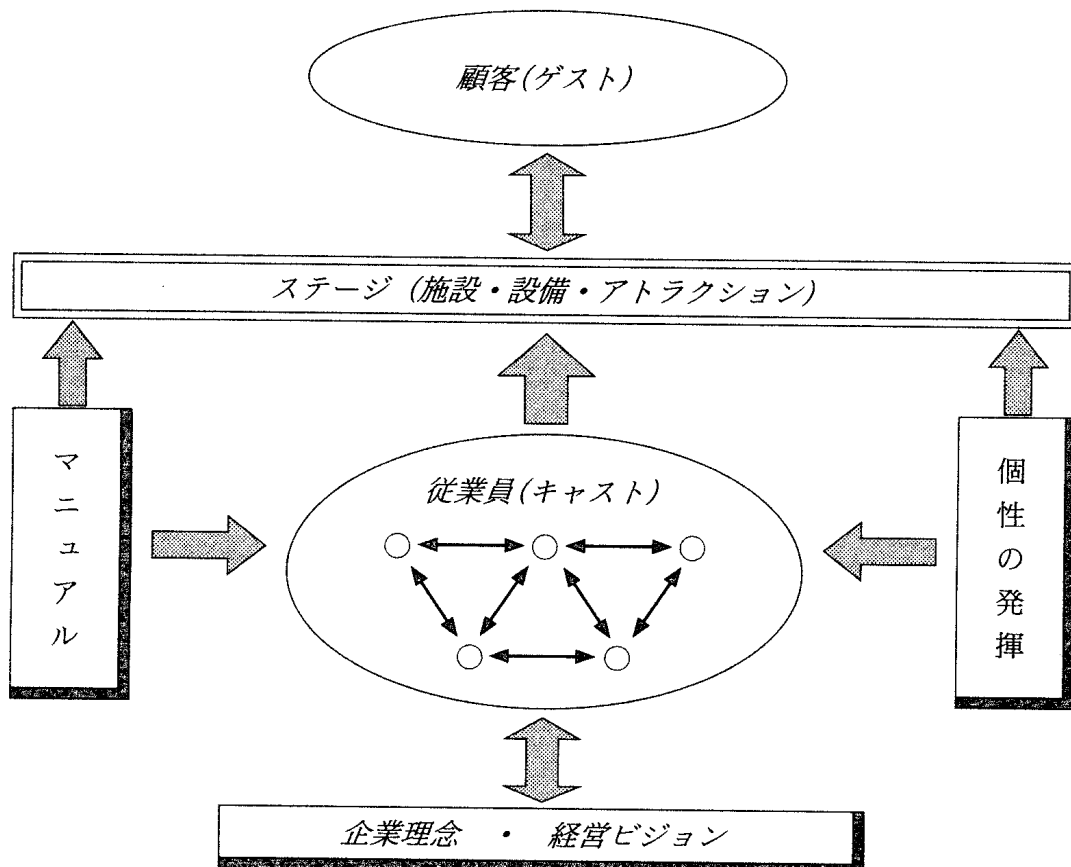 顧客(ゲスト)
ステージ (施設・設備・アトラクション)
マニュアル
従業員(キャスト)
個性の発揮
企業理念 ・ 経営ビジョン